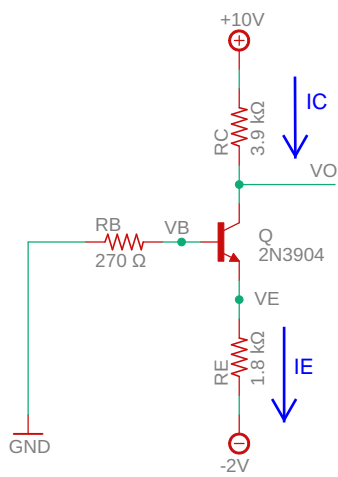 +10V
IC
RC
3.9 kΩ
VO
RB
270 Ω
VB
Q
2N3904
VE
RE
1.8 kΩ
IE
GND
-2V